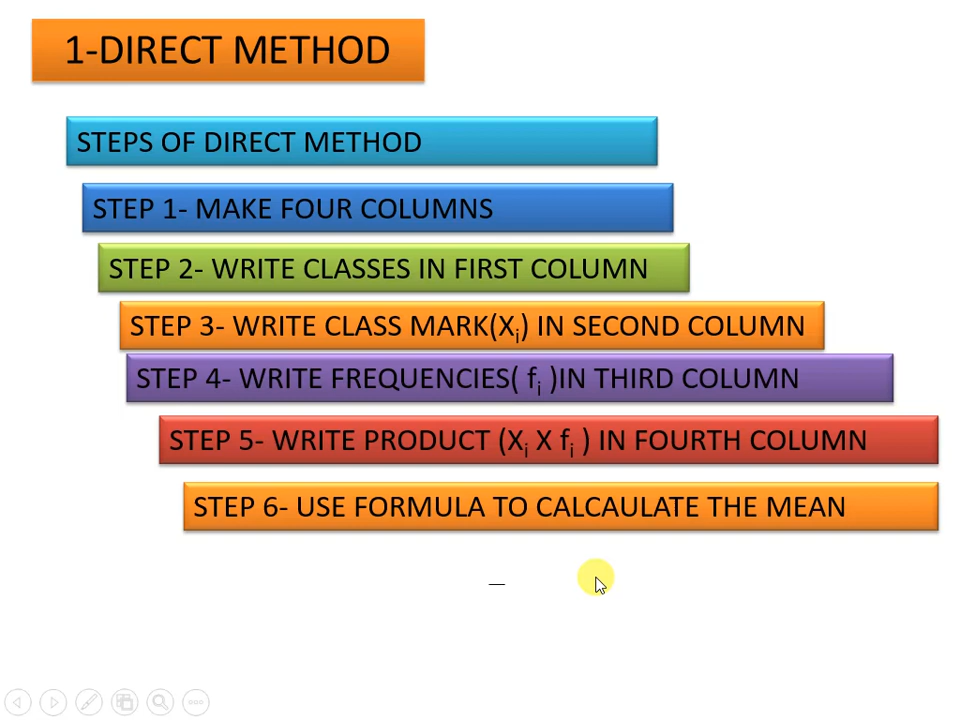 1-DIRECT METHOD
STEPS OF DIRECT METHOD
STEP 1- MAKE FOUR COLUMNS
STEP 2- WRITE CLASSES IN FIRST COLUMN
STEP 3- WRITE CLASS MARK(Xᵢ) IN SECOND COLUMN
STEP 4- WRITE FREQUENCIES( fᵢ )IN THIRD COLUMN
STEP 5- WRITE PRODUCT (Xᵢ X fᵢ ) IN FOURTH COLUMN
STEP 6- USE FORMULA TO CALCAULATE THE MEAN